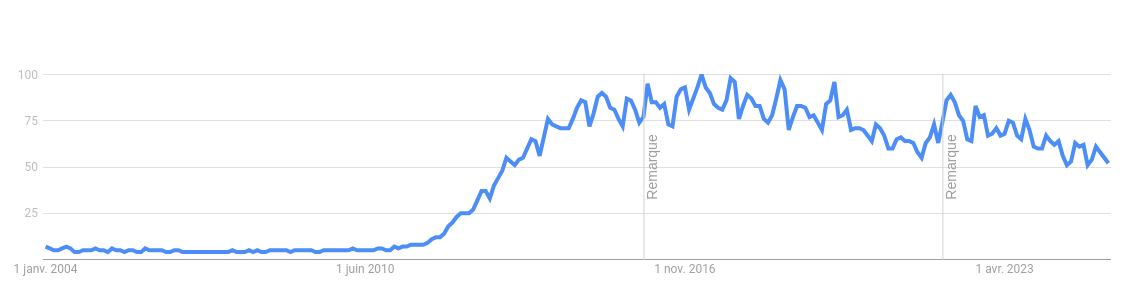 100
75
50
25
Remarque
Remarque
1 janv. 2004
1 juin 2010
1 nov. 2016
1 avr. 2023